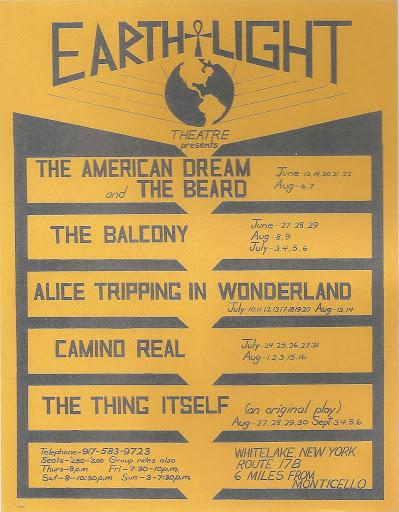 EARTH LIGHT
THEATRE
presents
THE AMERICAN DREAM
and THE BEARD
June-13,14,20,21,22
Aug-6,7
THE BALCONY
June-27,28,29
Aug-8,9
July-3,4,5,6
ALICE TRIPPING IN WONDERLAND
July 10,11,12,13,17,18,19,20 Aug-13,14
CAMINO REAL
July-24,25,26,27,31
Aug-1,2,3,15,16
THE THING ITSELF (an original play)
Aug-27,28,29,30 Sept-3,4,5,6
Telephone-917-583-9723
Seats-2.50-3.00 Group rates also
Thurs-8p.m. Fri-7:30-10p.m.
Sat-8-10:30p.m Sun-3-7:30p.m.
WHITELAKE, NEW YORK
ROUTE 17B
6 MILES FROM
MONTICELLO